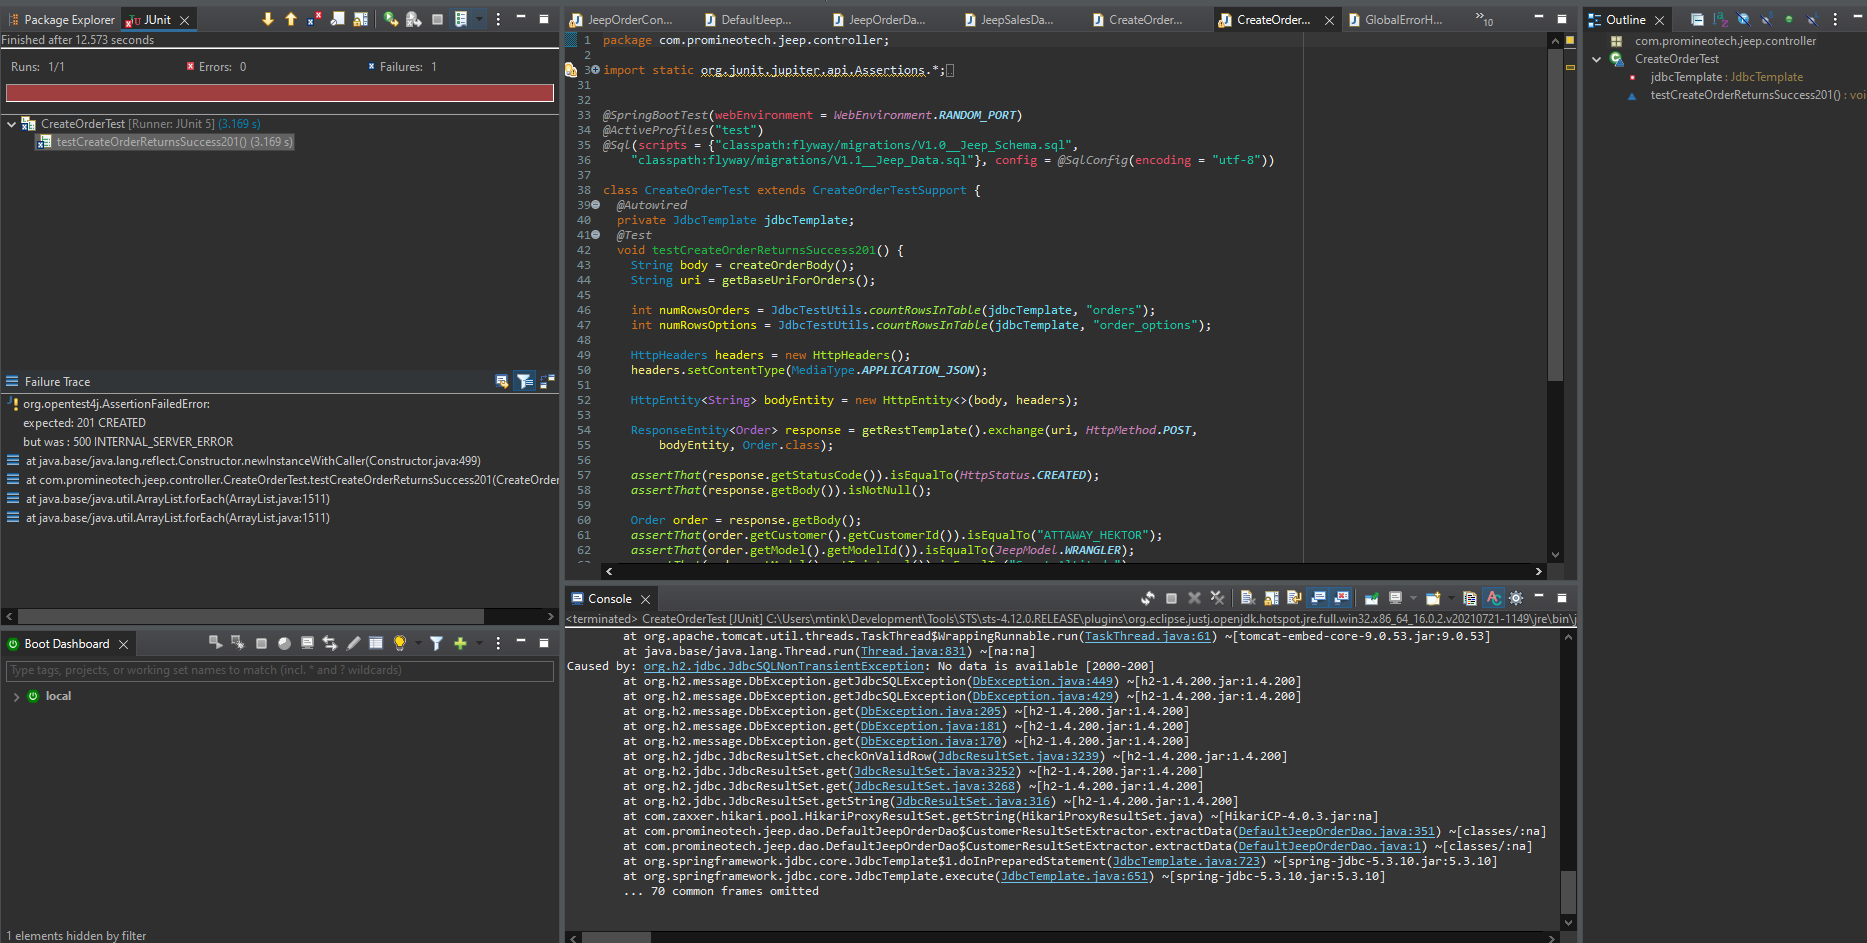 Package Explorer
JUnit
Finished after 12.573 seconds
Runs: 1/1
Errors: 0
Failures: 1
CreateOrderTest [Runner: JUnit 5] (3.169 s)
testCreateOrderReturnsSuccess201() (3.169 s)
Failure Trace
org.opentest4j.AssertionFailedError:
expected: 201 CREATED
but was : 500 INTERNAL_SERVER_ERROR
at java.base/java.lang.reflect.Constructor.newInstanceWithCaller(Constructor.java:499)
at com.promineotech.jeep.controller.CreateOrderTest.testCreateOrderReturnsSuccess201(CreateOrder
at java.base/java.util.ArrayList.forEach(ArrayList.java:1511)
at java.base/java.util.ArrayList.forEach(ArrayList.java:1511)
Boot Dashboard
Type tags, projects, or working set names to match (incl. * and ? wildcards)
local
1 elements hidden by filter
JeepOrderCon...
DefaultJeep...
JeepOrderDa...
JeepSalesDa...
CreateOrder...
CreateOrder...
GlobalErrorH...
»10
1 package com.promineotech.jeep.controller;
2
3 import static org.junit.jupiter.api.Assertions.*;
31
32
33 @SpringBootTest(webEnvironment = WebEnvironment.RANDOM_PORT)
34 @ActiveProfiles("test")
35 @Sql(scripts = {"classpath:flyway/migrations/V1.0__Jeep_Schema.sql",
36 "classpath:flyway/migrations/V1.1__Jeep_Data.sql"}, config = @SqlConfig(encoding = "utf-8"))
37
38 class CreateOrderTest extends CreateOrderTestSupport {
39 @Autowired
40 private JdbcTemplate jdbcTemplate;
41 @Test
42 void testCreateOrderReturnsSuccess201() {
43 String body = createOrderBody();
44 String uri = getBaseUriForOrders();
45
46 int numRowsOrders = JdbcTestUtils.countRowsInTable(jdbcTemplate, "orders");
47 int numRowsOptions = JdbcTestUtils.countRowsInTable(jdbcTemplate, "order_options");
48
49 HttpHeaders headers = new HttpHeaders();
50 headers.setContentType(MediaType.APPLICATION_JSON);
51
52 HttpEntity<String> bodyEntity = new HttpEntity<>(body, headers);
53
54 ResponseEntity<Order> response = getRestTemplate().exchange(uri, HttpMethod.POST,
55 bodyEntity, Order.class);
56
57 assertThat(response.getStatusCode()).isEqualTo(HttpStatus.CREATED);
58 assertThat(response.getBody()).isNotNull();
59
60 Order order = response.getBody();
61 assertThat(order.getCustomer().getCustomerId()).isEqualTo("ATTAWAY_HEKTOR");
62 assertThat(order.getModel().getModelId()).isEqualTo(JeepModel.WRANGLER);
Console
<terminated> CreateOrderTest [JUnit] C:\Users\mtink\Development\Tools\STS\sts-4.12.0.RELEASE\plugins\org.eclipse.justj.openjdk.hotspot.jre.full.win32.x86_64_16.0.2.v20210721-1149\jre\bin\j
at org.apache.tomcat.util.threads.TaskThread$WrappingRunnable.run(TaskThread.java:61) ~[tomcat-embed-core-9.0.53.jar:9.0.53]
at java.base/java.lang.Thread.run(Thread.java:831) ~[na:na]
Caused by: org.h2.jdbc.JdbcSQLNonTransientException: No data is available [2000-200]
at org.h2.message.DbException.getJdbcSQLException(DbException.java:449) ~[h2-1.4.200.jar:1.4.200]
at org.h2.message.DbException.getJdbcSQLException(DbException.java:429) ~[h2-1.4.200.jar:1.4.200]
at org.h2.message.DbException.get(DbException.java:205) ~[h2-1.4.200.jar:1.4.200]
at org.h2.message.DbException.get(DbException.java:181) ~[h2-1.4.200.jar:1.4.200]
at org.h2.message.DbException.get(DbException.java:170) ~[h2-1.4.200.jar:1.4.200]
at org.h2.jdbc.JdbcResultSet.checkOnValidRow(JdbcResultSet.java:3239) ~[h2-1.4.200.jar:1.4.200]
at org.h2.jdbc.JdbcResultSet.get(JdbcResultSet.java:3252) ~[h2-1.4.200.jar:1.4.200]
at org.h2.jdbc.JdbcResultSet.get(JdbcResultSet.java:3268) ~[h2-1.4.200.jar:1.4.200]
at org.h2.jdbc.JdbcResultSet.getString(JdbcResultSet.java:316) ~[h2-1.4.200.jar:1.4.200]
at com.zaxxer.hikari.pool.HikariProxyResultSet.getString(HikariProxyResultSet.java) ~[HikariCP-4.0.3.jar:na]
at com.promineotech.jeep.dao.DefaultJeepOrderDao$CustomerResultSetExtractor.extractData(DefaultJeepOrderDao.java:351) ~[classes/:na]
at com.promineotech.jeep.dao.DefaultJeepOrderDao$CustomerResultSetExtractor.extractData(DefaultJeepOrderDao.java:1) ~[classes/:na]
at org.springframework.jdbc.core.JdbcTemplate$1.doInPreparedStatement(JdbcTemplate.java:723) ~[spring-jdbc-5.3.10.jar:5.3.10]
at org.springframework.jdbc.core.JdbcTemplate.execute(JdbcTemplate.java:651) ~[spring-jdbc-5.3.10.jar:5.3.10]
... 70 common frames omitted
Outline
com.promineotech.jeep.controller
CreateOrderTest
jdbcTemplate : JdbcTemplate
testCreateOrderReturnsSuccess201() : voi